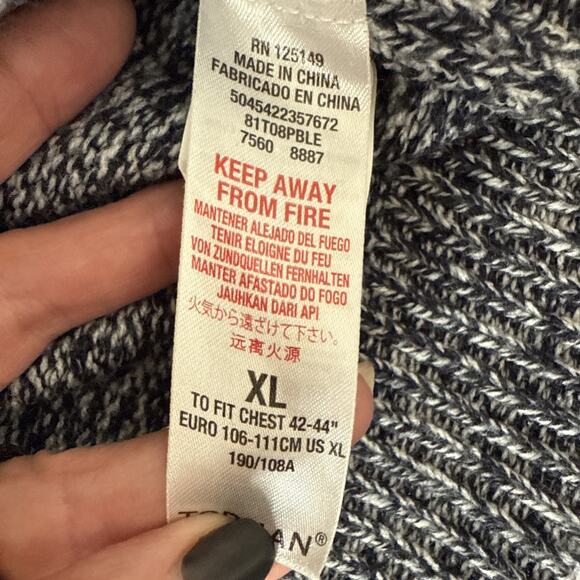 RN 125149
MADE IN CHINA
FABRICADO EN CHINA
5045422357672
81T08PBLE
7560 8887
KEEP AWAY
FROM FIRE
MANTENER ALEJADO DEL FUEGO
TENIR ELOIGNE DU FEU
VON ZUNDQUELLEN FERNHALTEN
MANTER AFASTADO DO FOGO
JAUHKAN DARI API
火気から遠ざけて下さい。
远离火源
XL
TO FIT CHEST 42-44"
EURO 106-111CM US XL
190/108A